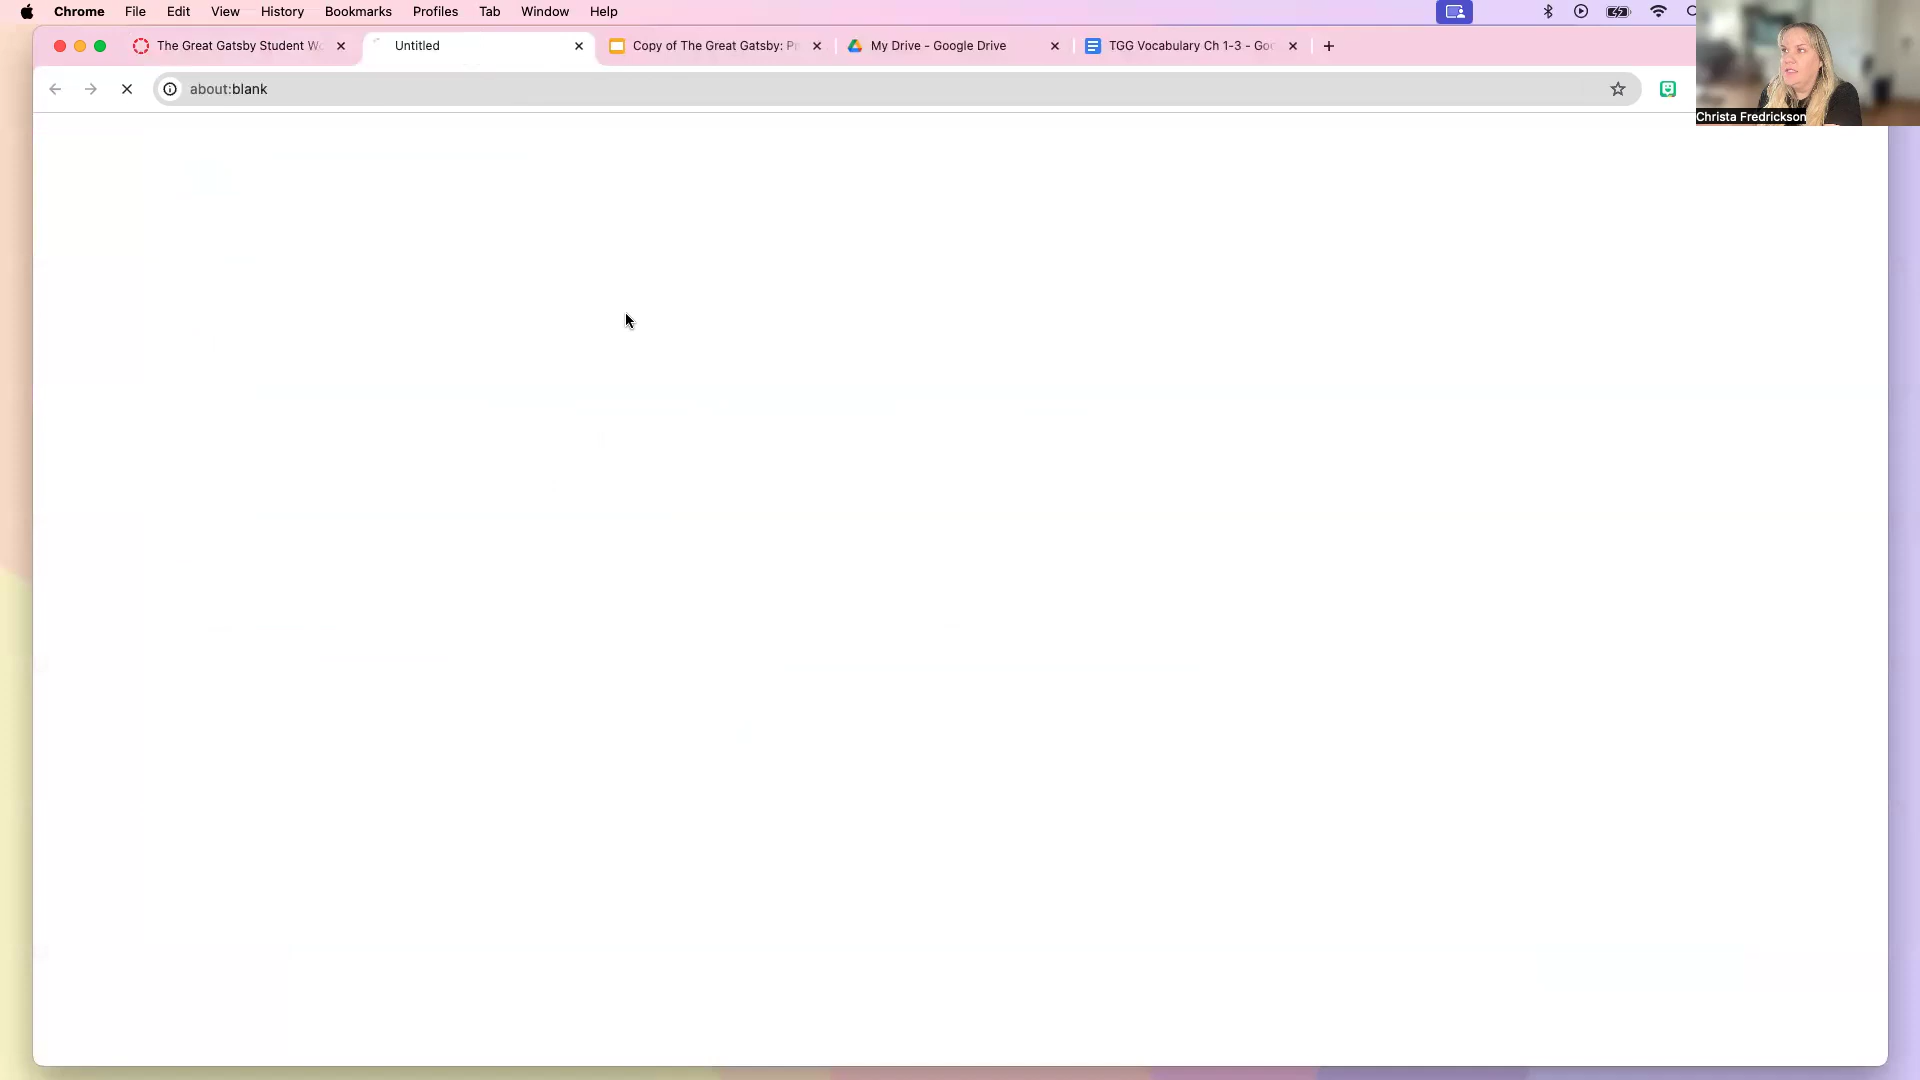 Chrome File Edit View History Bookmarks Profiles Tab Window Help
The Great Gatsby Student Untitled Copy of The Great Gatsby: My Drive - Google Drive TGG Vocabulary Ch 1-3 -
about:blank
Christa Fredrickson